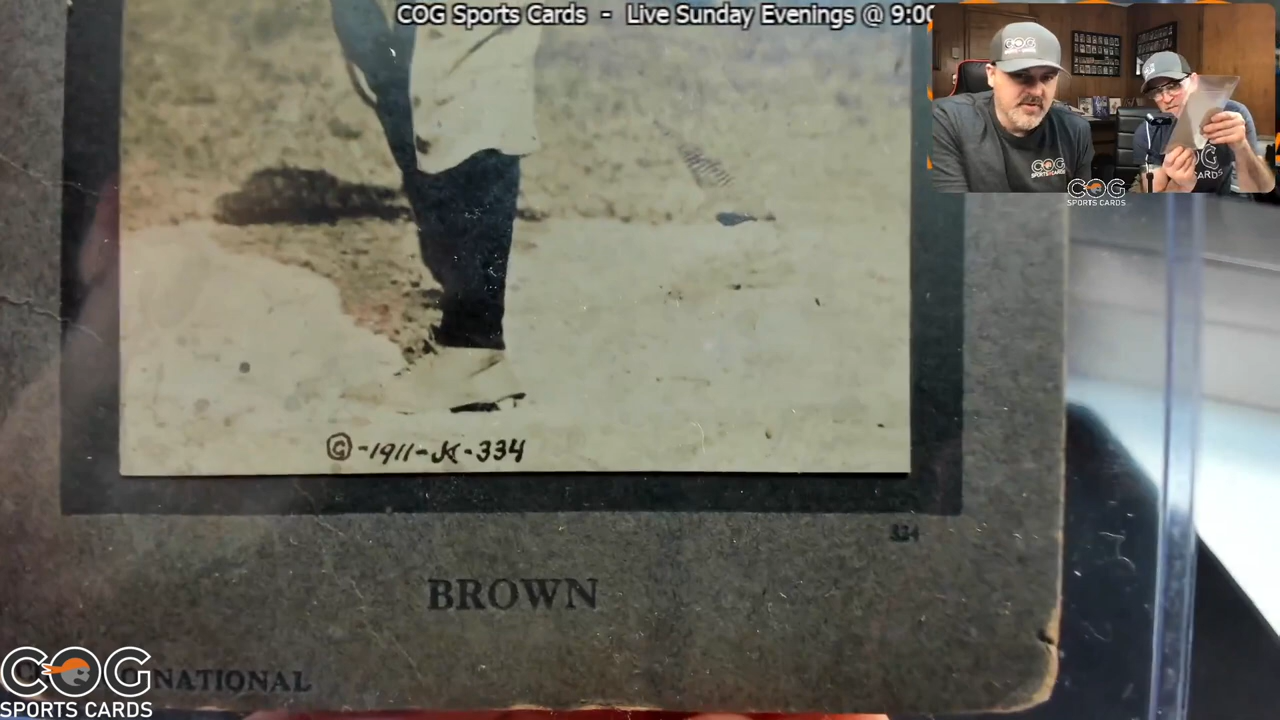 COG Sports Cards - Live Sunday Evenings @ 9:00
COG
SPORTS CARDS
©-1911-JK-334
334
BROWN
NATIONAL
COG
SPORTS CARDS